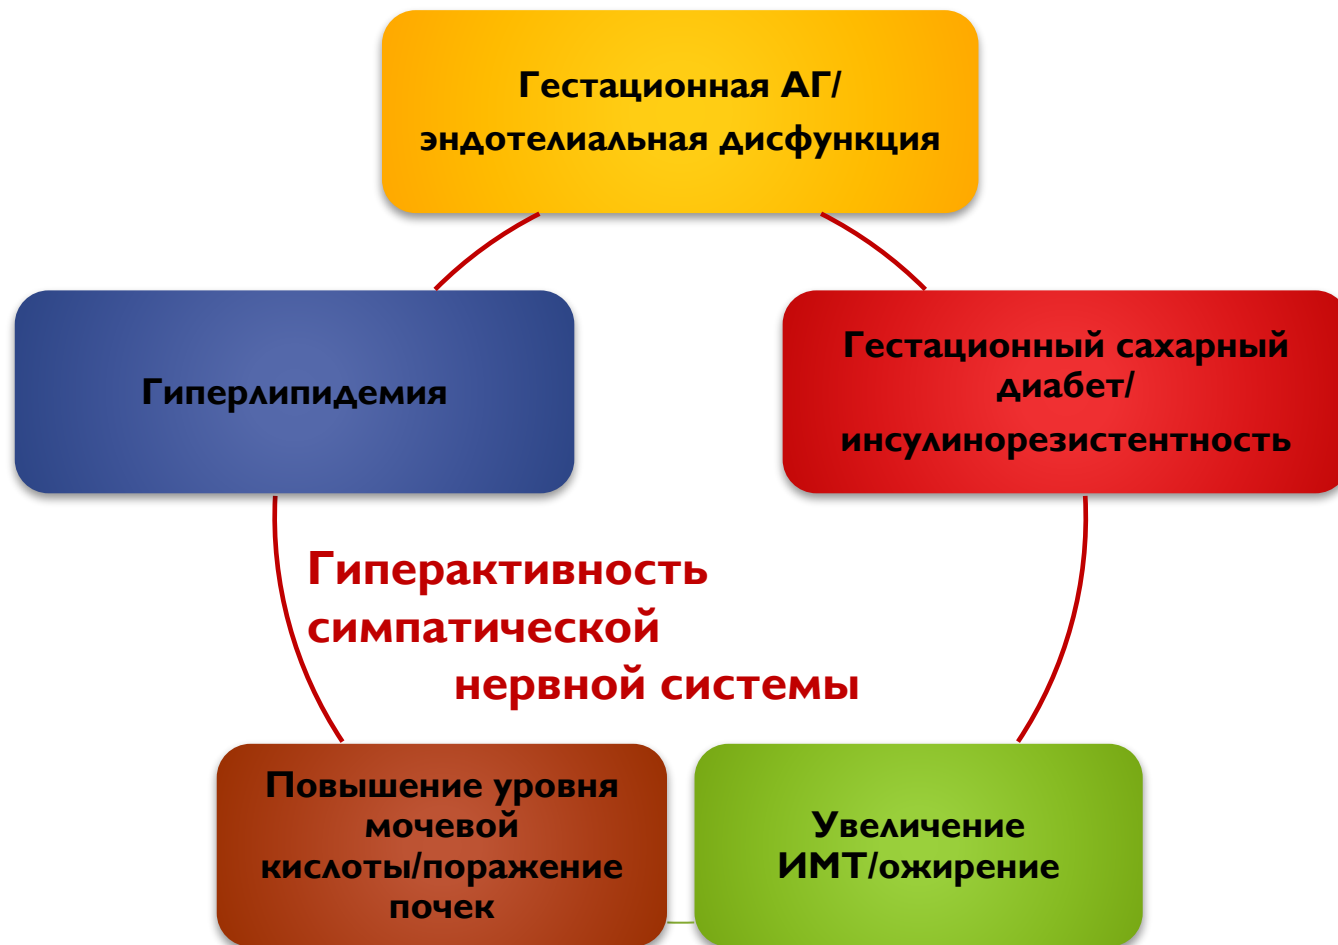 Гестационная АГ/
эндотелиальная дисфункция
Гиперлипидемия
Гестационный сахарный
диабет/
инсулинорезистентность
Гиперактивность
симпатической
нервной системы
Повышение уровня
мочевой
кислоты/поражение
почек
Увеличение
ИМТ/ожирение